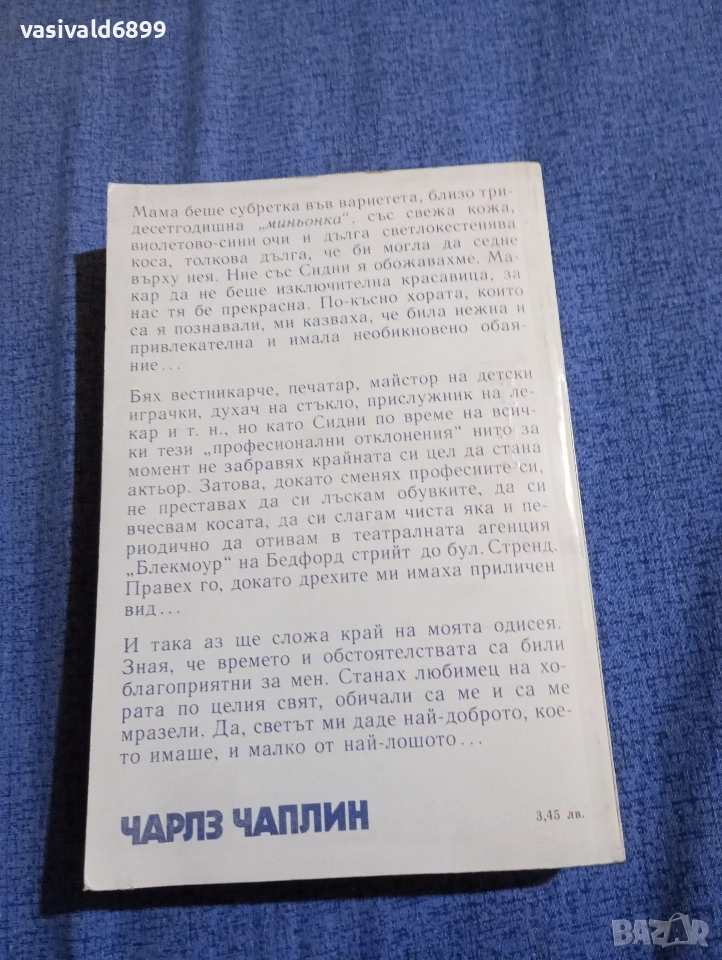 vasivald6899
Мама беше субретка във вариетета, близо три-
десетгодишна „миньонка“, със свежа кожа,
виолетово-сини очи и дълга светлокестенява
коса, толкова дълга, че би могла да седне
върху нея. Ние със Сидни я обожавахме. Ма-
кар да не беше изключителна красавица, за
нас тя бе прекрасна. По-късно хората, които
са я познавали, ми казваха, че била нежна и
привлекателна и имала необикновено обая-
ние...
Бях вестникарче, печатар, майстор на детски
играчки, духач на стъкло, прислужник на ле-
кар и т. н., но като Сидни по време на всич-
ки тези „професионални отклонения“ нито за
момент не забравях крайната си цел да стана
актьор. Затова, докато сменях професиите си,
не преставах да си лъскам обувките, да си
вчесвам косата, да си слагам чиста яка и пе-
риодично да отивам в театралната агенция
„Блекмоур“ на Бедфорд стрийт до бул. Стренд.
Правех го, докато дрехите ми имаха приличен
вид...
И така аз ще сложа край на моята одисея.
Зная, че времето и обстоятелствата са били
благоприятни за мен. Станах любимец на хо-
рата по целия свят, обичали са ме и са ме
мразели. Да, светът ми даде най-доброто, кое-
то имаше, и малко от най-лошото...
ЧАРЛЗ ЧАПЛИН
3,45 лв.
BAZAR